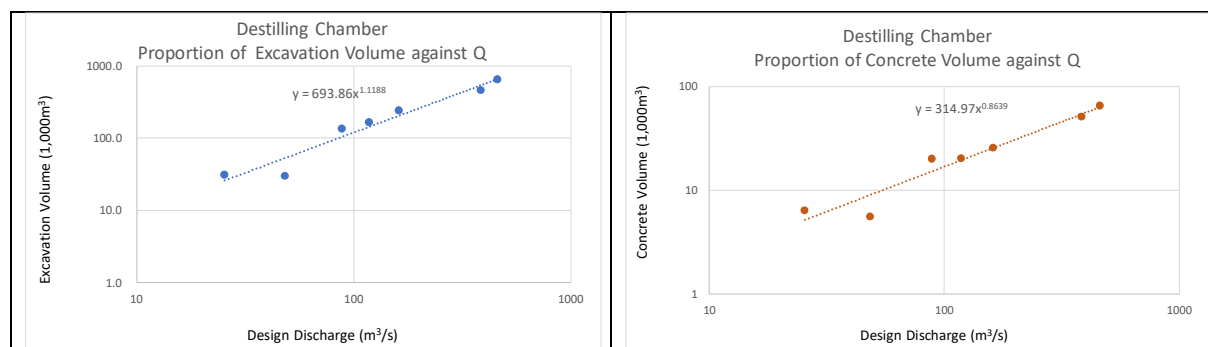 Destilling Chamber
Proportion of Excavation Volume against Q
1000.0
100.0
10.0
1.0
y = 693.86x^1.1188
Excavation Volume (1,000m³)
10
100
1000
Design Discharge (m³/s)
Destilling Chamber
Proportion of Concrete Volume against Q
100
10
1
y = 314.97x^0.8639
Concrete Volume (1,000m³)
10
100
1000
Design Discharge (m³/s)